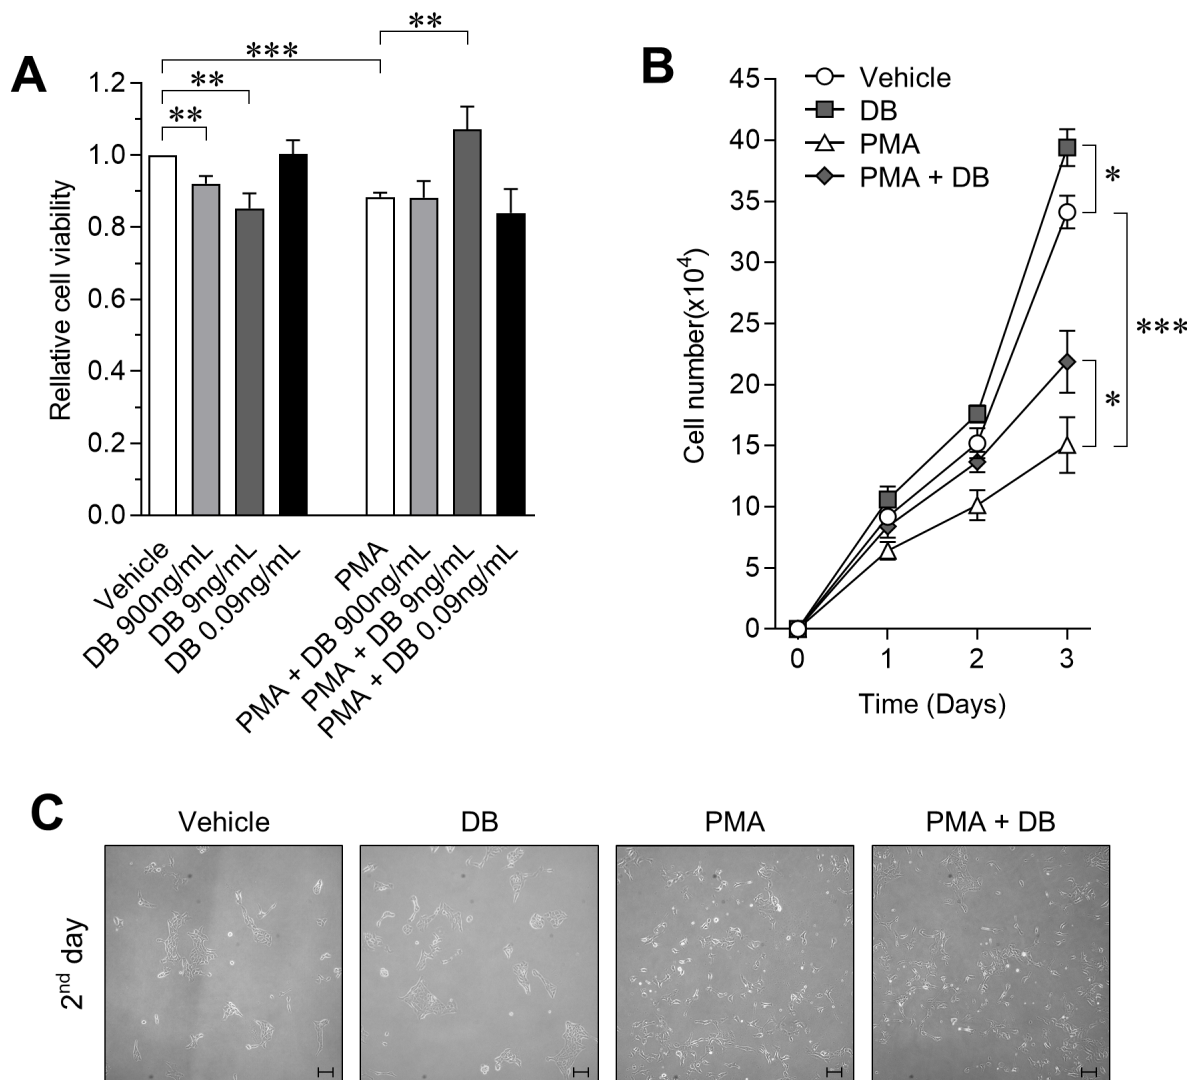 A
**
***
**
**
1.2
1.0
0.8
0.6
0.4
0.2
0.0
Rellative cell viability
Vehicle
DB 900ng/mL
DB 9ng/mL
DB 0.09ng/mL
PMA
PMA + DB 900ng/mL
PMA + DB 9ng/mL
PMA + DB 0.09ng/mL
B
Vehicle
DB
PMA
PMA + DB
45
40
35
30
25
20
15
10
5
0
Cell number(x10⁴)
0 1 2 3
Time (Days)
*
***
*
C
Vehicle DB PMA PMA + DB
2nd day